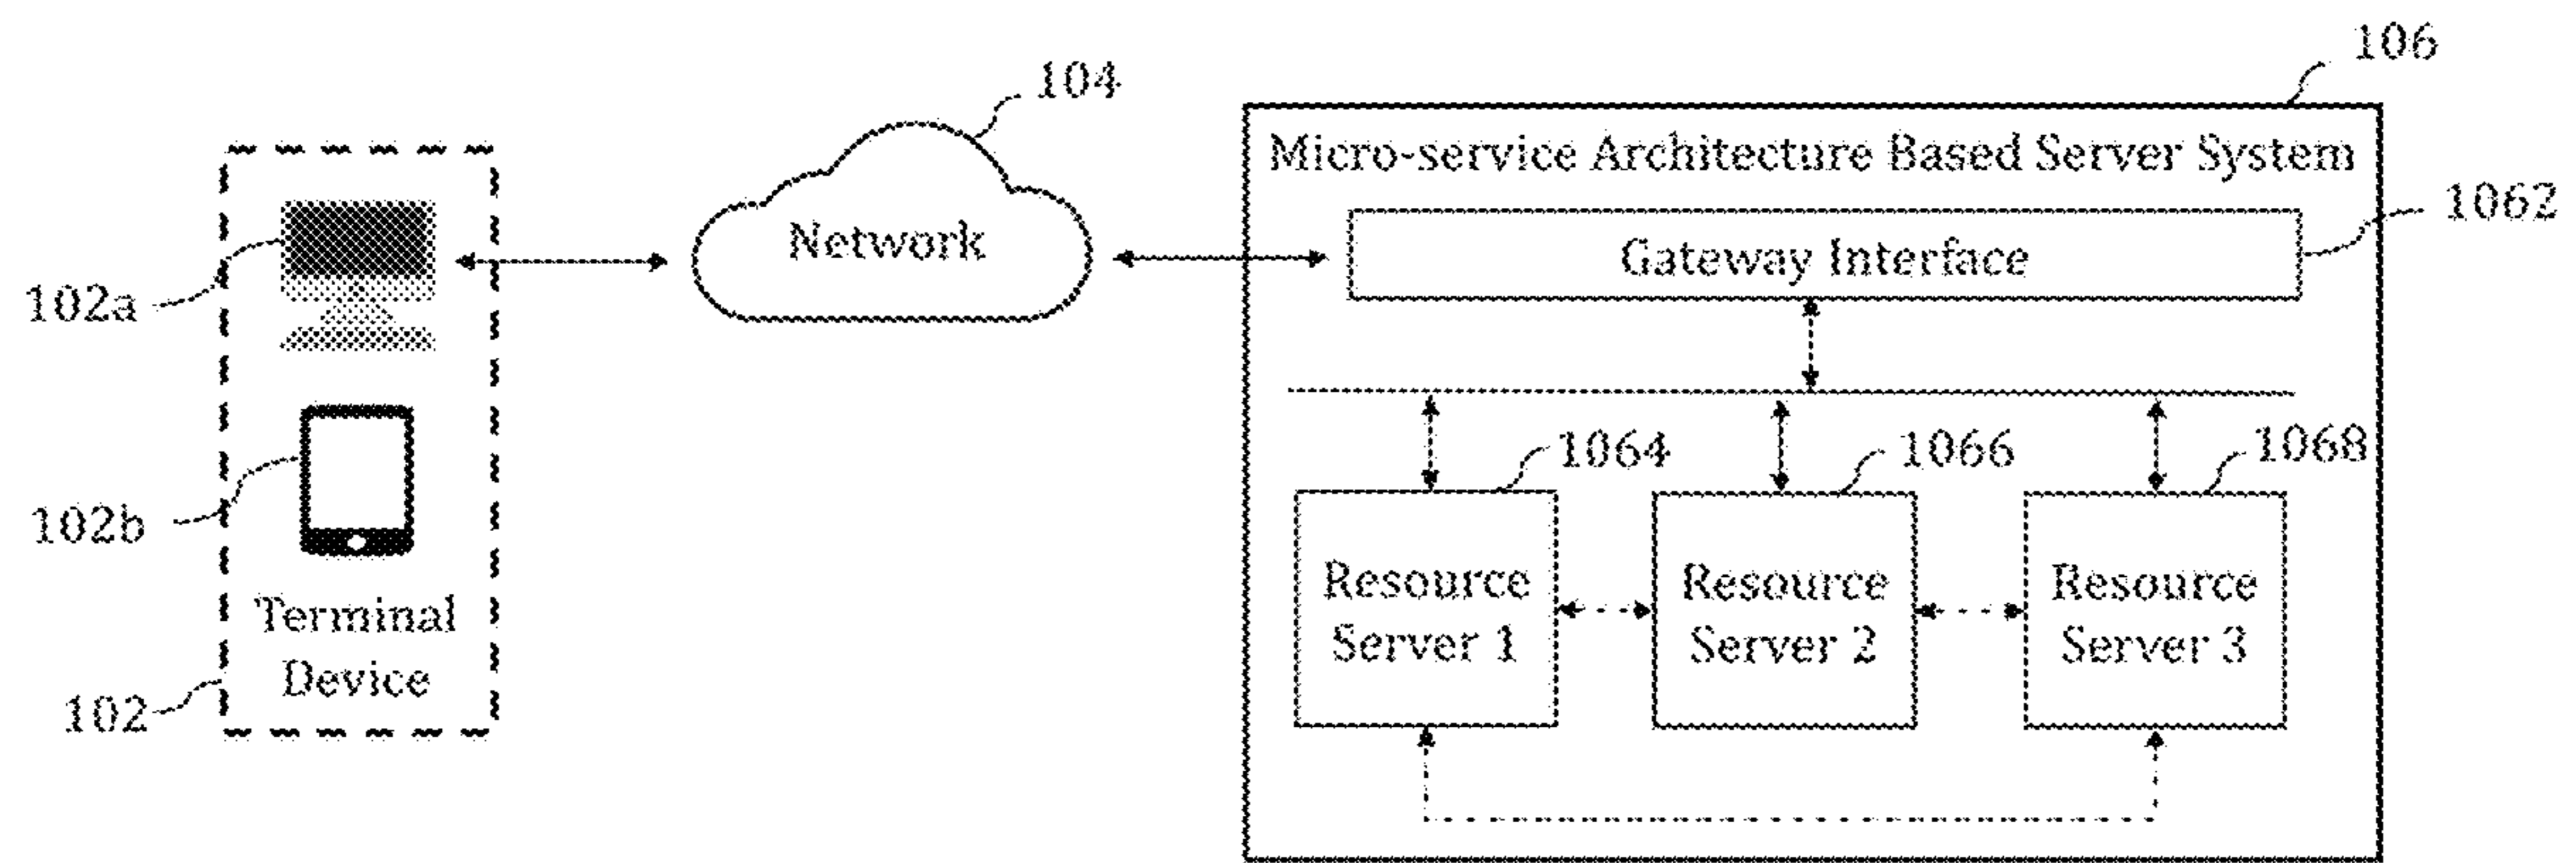 106
104
Micro-service Architecture Based Server System
1062
Network
Gateway Interface
102a
1064
1066
1068
102b
Resource
Server 1
Resource
Server 2
Resource
Server 3
Terminal
Device
102